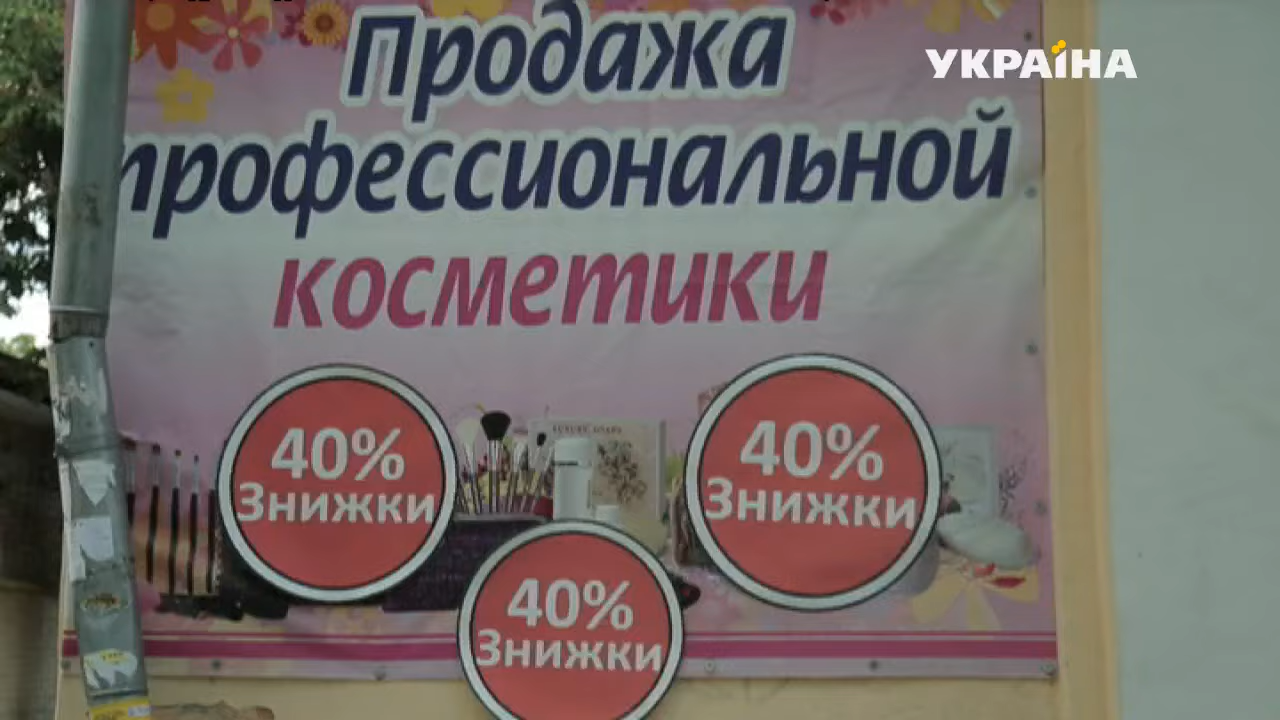 УКРАЇНА
Продажа
профессиональной
косметики
40%
Знижки
40%
Знижки
40%
Знижки